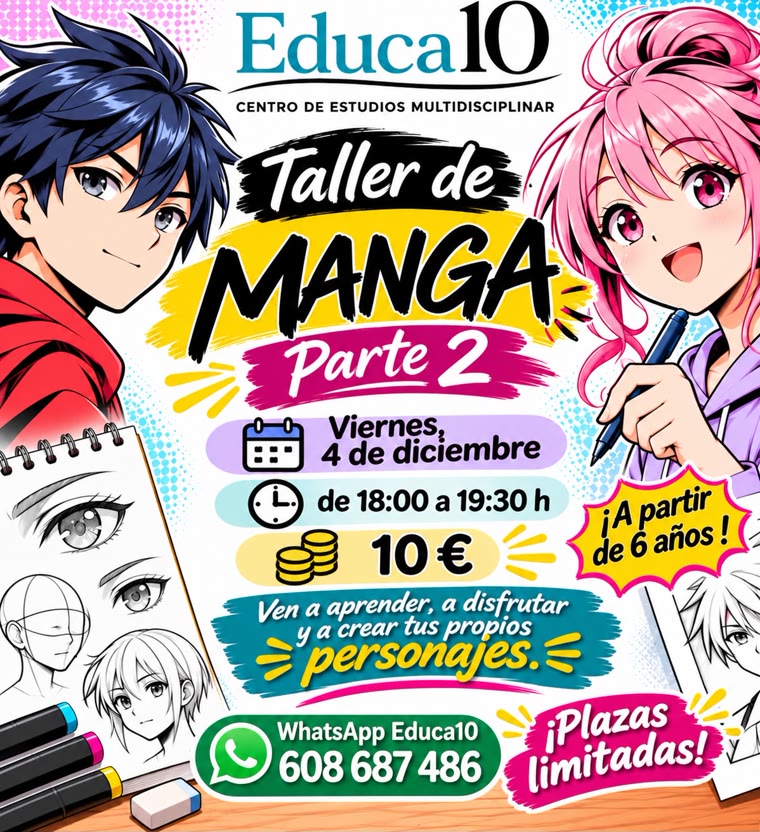 Educa10
CENTRO DE ESTUDIOS MULTIDISCIPLINAR
Taller de
MANGA
Parte 2
Viernes,
4 de diciembre
de 18:00 a 19:30 h
10 €
¡A partir
de 6 años !
Ven a aprender, a disfrutar
y a crear tus propios
personajes.
WhatsApp Educa10
608 687 486
¡Plazas
limitadas!